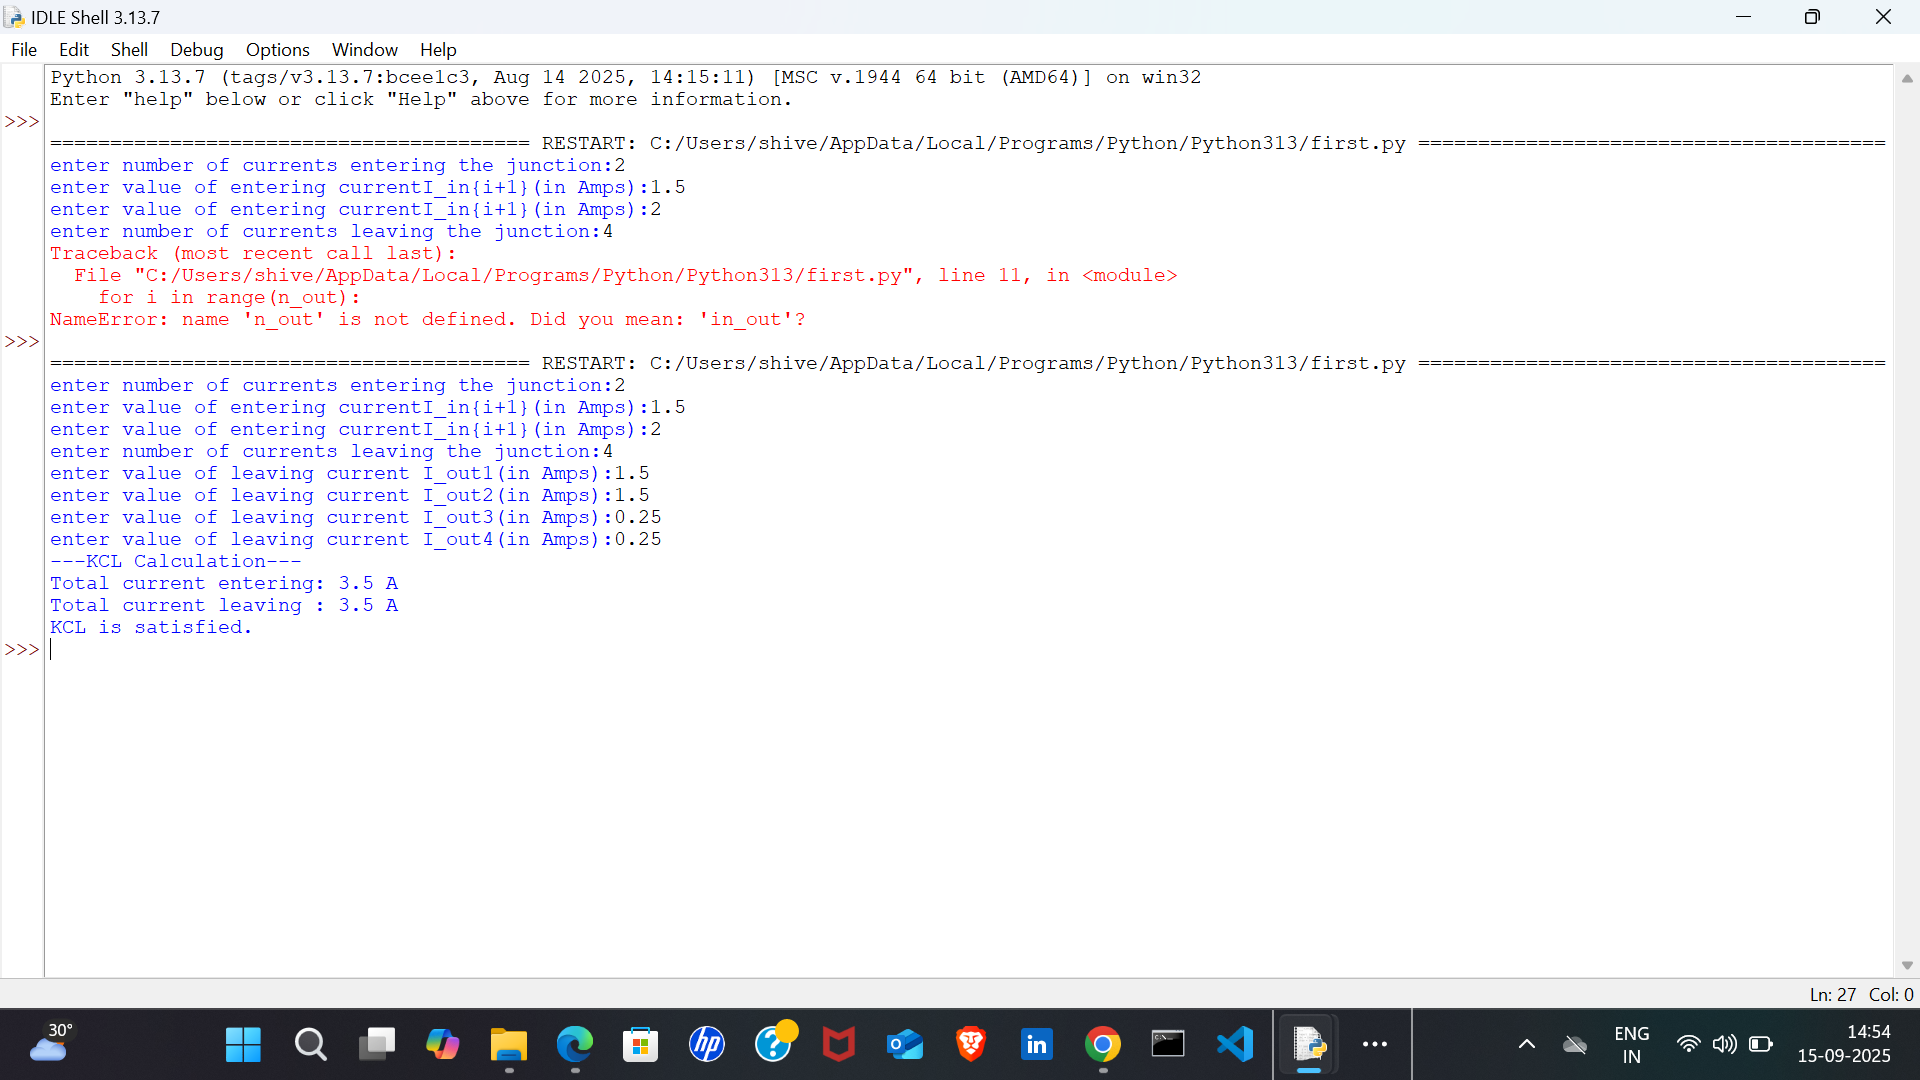 IDLE Shell 3.13.7
File Edit Shell Debug Options Window Help
Python 3.13.7 (tags/v3.13.7:bcee1c3, Aug 14 2025, 14:15:11) [MSC v.1944 64 bit (AMD64)] on win32
Enter "help" below or click "Help" above for more information.
>>>
======================================== RESTART: C:/Users/shive/AppData/Local/Programs/Python/Python313/first.py =======================================
enter number of currents entering the junction:2
enter value of entering currentI_in{i+1}(in Amps):1.5
enter value of entering currentI_in{i+1}(in Amps):2
enter number of currents leaving the junction:4
Traceback (most recent call last):
  File "C:/Users/shive/AppData/Local/Programs/Python/Python313/first.py", line 11, in <module>
    for i in range(n_out):
NameError: name 'n_out' is not defined. Did you mean: 'in_out'?
>>>
======================================== RESTART: C:/Users/shive/AppData/Local/Programs/Python/Python313/first.py =======================================
enter number of currents entering the junction:2
enter value of entering currentI_in{i+1}(in Amps):1.5
enter value of entering currentI_in{i+1}(in Amps):2
enter number of currents leaving the junction:4
enter value of leaving current I_out1(in Amps):1.5
enter value of leaving current I_out2(in Amps):1.5
enter value of leaving current I_out3(in Amps):0.25
enter value of leaving current I_out4(in Amps):0.25
---KCL Calculation---
Total current entering: 3.5 A
Total current leaving : 3.5 A
KCL is satisfied.
>>>
Ln: 27 Col: 0
30°
ENG
IN
14:54
15-09-2025